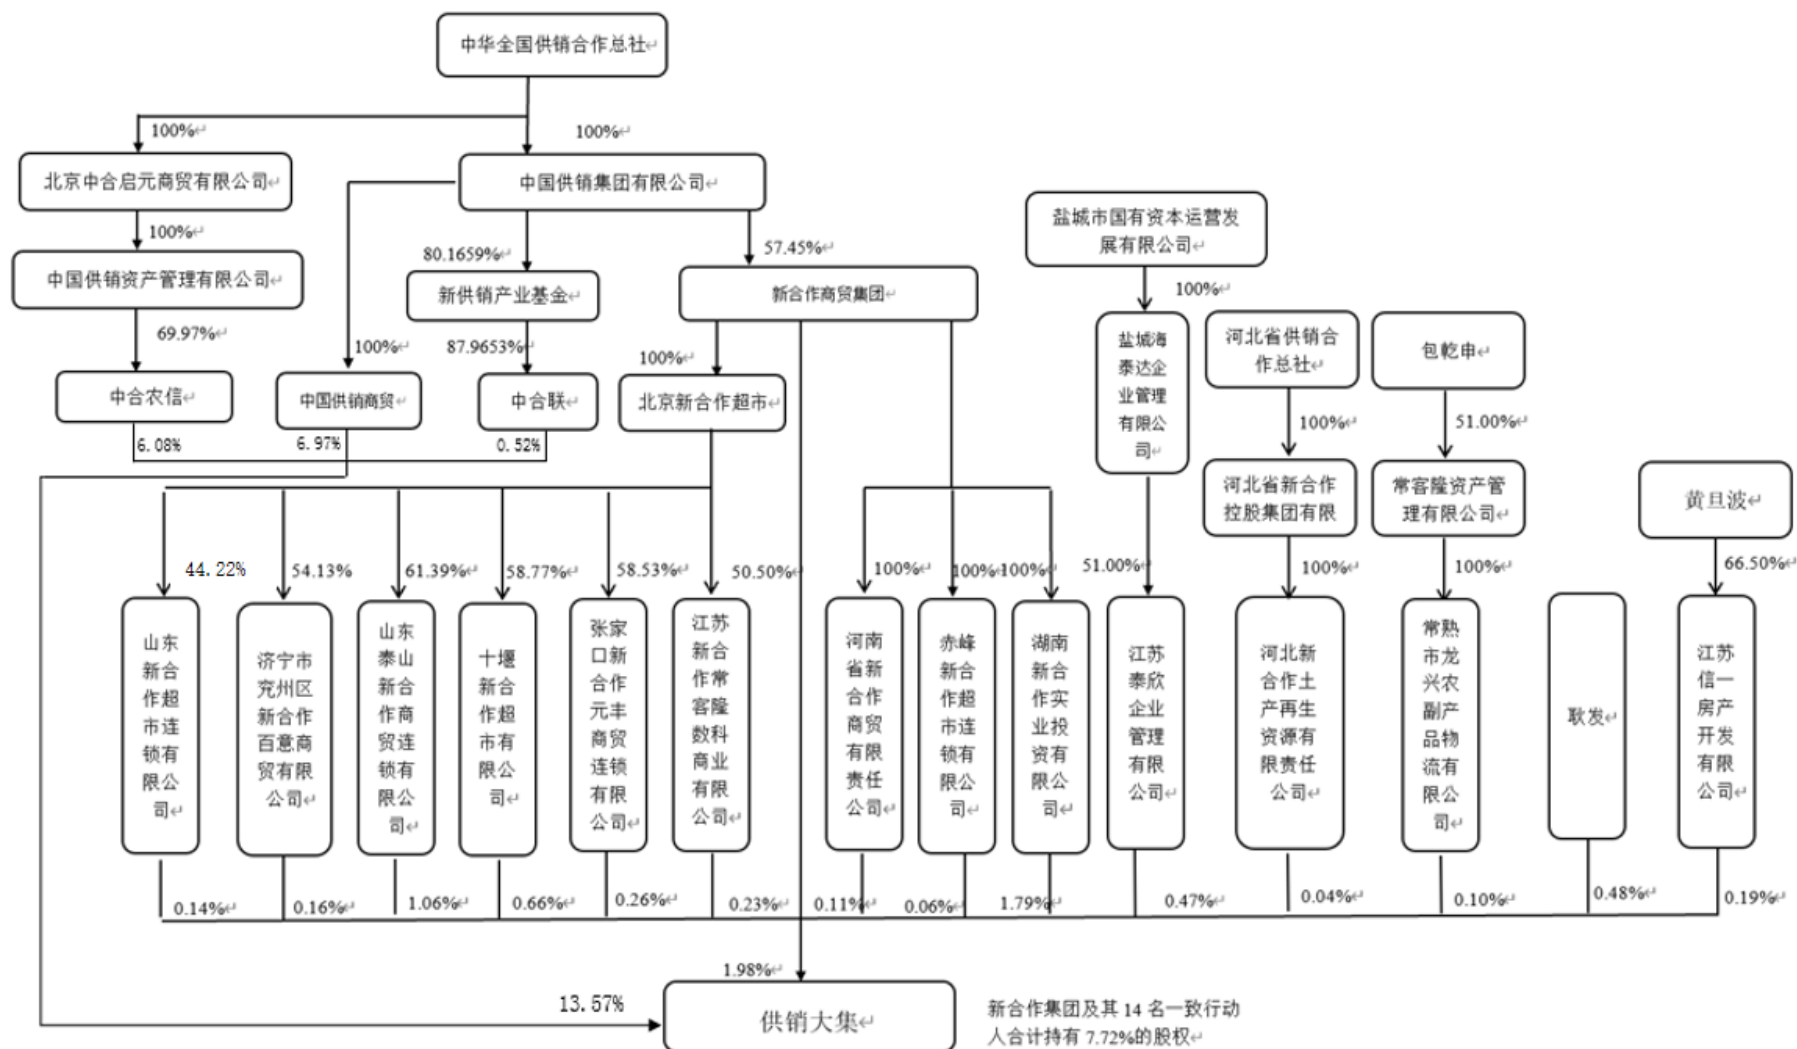 中华全国供销合作总社
100%
100%
北京中合启元商贸有限公司
中国供销集团有限公司
100%
80.1659%
57.45%
盐城市国有资本运营发
展有限公司
中国供销资产管理有限公司
新供销产业基金
新合作商贸集团
100%
69.97%
100%
87.9653%
100%
盐城海
泰达企
业管理
有限公
司
河北省供销合
作总社
包乾申
中合农信
中国供销商贸
中合联
北京新合作超市
6.08%
6.97%
0.52%
100%
51.00%
河北省新合作
控股集团有限
常客隆资产管
理有限公司
黄旦波
44.22%
54.13%
61.39%
58.77%
58.53%
50.50%
100%
100%
100%
51.00%
100%
100%
66.50%
山东
新合
作超
市连
锁有
限公
司
济宁市
兖州区
新合作
百意商
贸有限
公司
山东
泰山
新合
作商
贸连
锁有
限公
司
十堰
新合
作超
市有
限公
司
张家
口新
合作
元丰
商贸
连锁
有限
公司
江苏
新合
作常
客隆
数科
商业
有限
公司
河南
省新
合作
商贸
有限
责任
公司
赤峰
新合
作超
市连
锁有
限公
司
湖南
新合
作实
业投
资有
限公
司
江苏
泰欣
企业
管理
有限
公司
河北新
合作土
产再生
资源有
限责任
公司
常熟
市龙
兴农
副产
品物
流有
限公
司
耿发
江苏
信一
房产
开发
有限
公司
0.14%
0.16%
1.06%
0.66%
0.26%
0.23%
0.11%
0.06%
1.79%
0.47%
0.04%
0.10%
0.48%
0.19%
1.98%
13.57%
供销大集
新合作集团及其 14 名一致行动
人合计持有 7.72%的股权